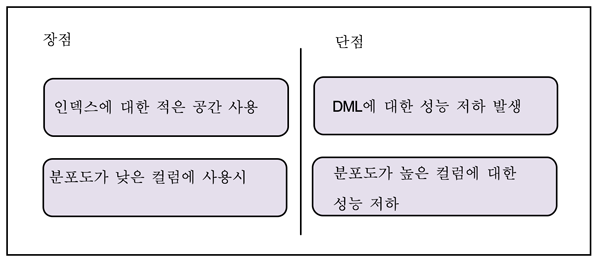 장점
인덱스에 대한 적은 공간 사용
분포도가 낮은 컬럼에 사용시
단점
DML에 대한 성능 저하 발생
분포도가 높은 컬럼에 대한
성능 저하